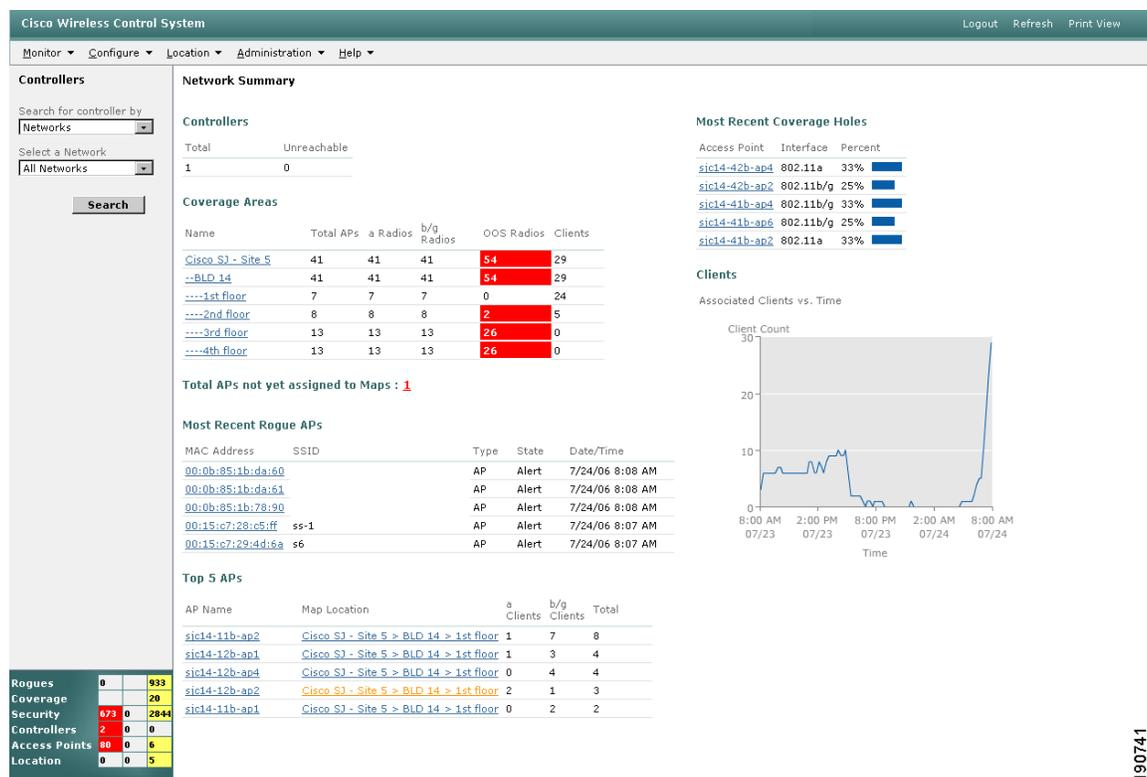 Cisco Wireless Control System
Logout Refresh Print View
Monitor Configure Location Administration Help
Controllers
Search for controller by
Networks
Select a Network
All Networks
Search
Network Summary
Controllers
Total Unreachable
1 0
Coverage Areas
Name Total APs a Radios b/g Radios OOS Radios Clients
Cisco SJ - Site 5 41 41 41 54 29
--BLD 14 41 41 41 54 29
----1st floor 7 7 7 0 24
----2nd floor 8 8 8 2 5
----3rd floor 13 13 13 26 0
----4th floor 13 13 13 26 0
Total APs not yet assigned to Maps : 1
Most Recent Rogue APs
MAC Address SSID Type State Date/Time
00:0b:85:1b:da:60 AP Alert 7/24/06 8:08 AM
00:0b:85:1b:da:61 AP Alert 7/24/06 8:08 AM
00:0b:85:1b:78:90 AP Alert 7/24/06 8:08 AM
00:15:c7:28:c5:ff ss-1 AP Alert 7/24/06 8:07 AM
00:15:c7:29:4d:6a s6 AP Alert 7/24/06 8:07 AM
Top 5 APs
AP Name Map Location a Clients b/g Clients Total
sjc14-11b-ap2 Cisco SJ - Site 5 > BLD 14 > 1st floor 1 7 8
sjc14-12b-ap1 Cisco SJ - Site 5 > BLD 14 > 1st floor 1 3 4
sjc14-12b-ap4 Cisco SJ - Site 5 > BLD 14 > 1st floor 0 4 4
sjc14-12b-ap2 Cisco SJ - Site 5 > BLD 14 > 1st floor 2 1 3
sjc14-11b-ap1 Cisco SJ - Site 5 > BLD 14 > 1st floor 0 2 2
Most Recent Coverage Holes
Access Point Interface Percent
sjc14-42b-ap4 802.11a 33%
sjc14-42b-ap2 802.11b/g 25%
sjc14-41b-ap4 802.11b/g 33%
sjc14-41b-ap6 802.11b/g 25%
sjc14-41b-ap2 802.11a 33%
Clients
Associated Clients vs. Time
Client Count
30
20
10
0
8:00 AM 2:00 PM 8:00 PM 2:00 AM 8:00 AM
07/23 07/23 07/23 07/24 07/24
Time
Rogues 0 933
Coverage 20
Security 673 0 2844
Controllers 2 0 0
Access Points 80 0 6
Location 0 0 5
190741